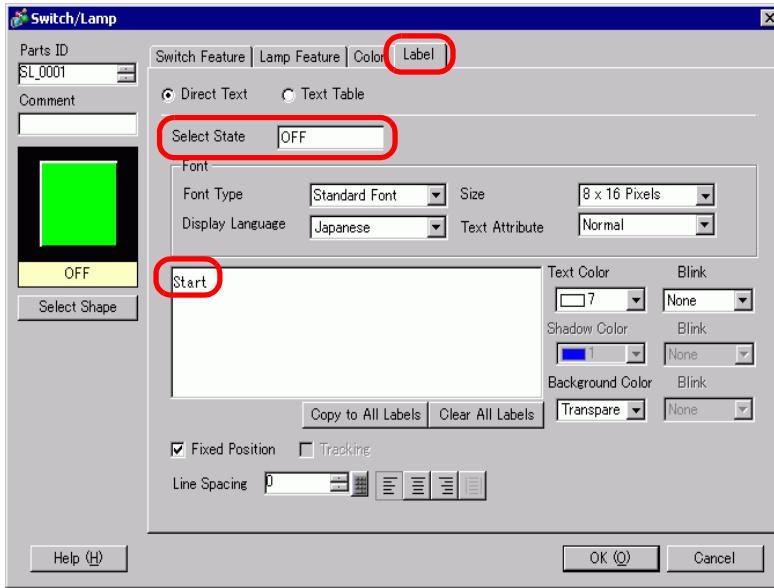 Switch/Lamp
Parts ID
SL_0001
Comment
OFF
Select Shape
Switch Feature Lamp Feature Color Label
Direct Text Text Table
Select State OFF
Font
Font Type Standard Font Size 8 x 16 Pixels
Display Language Japanese Text Attribute Normal
Start
Text Color Blink
7 None
Shadow Color Blink
1 None
Background Color Blink
Transpare None
Copy to All Labels Clear All Labels
Fixed Position Tracking
Line Spacing 0
Help (H) OK (O) Cancel